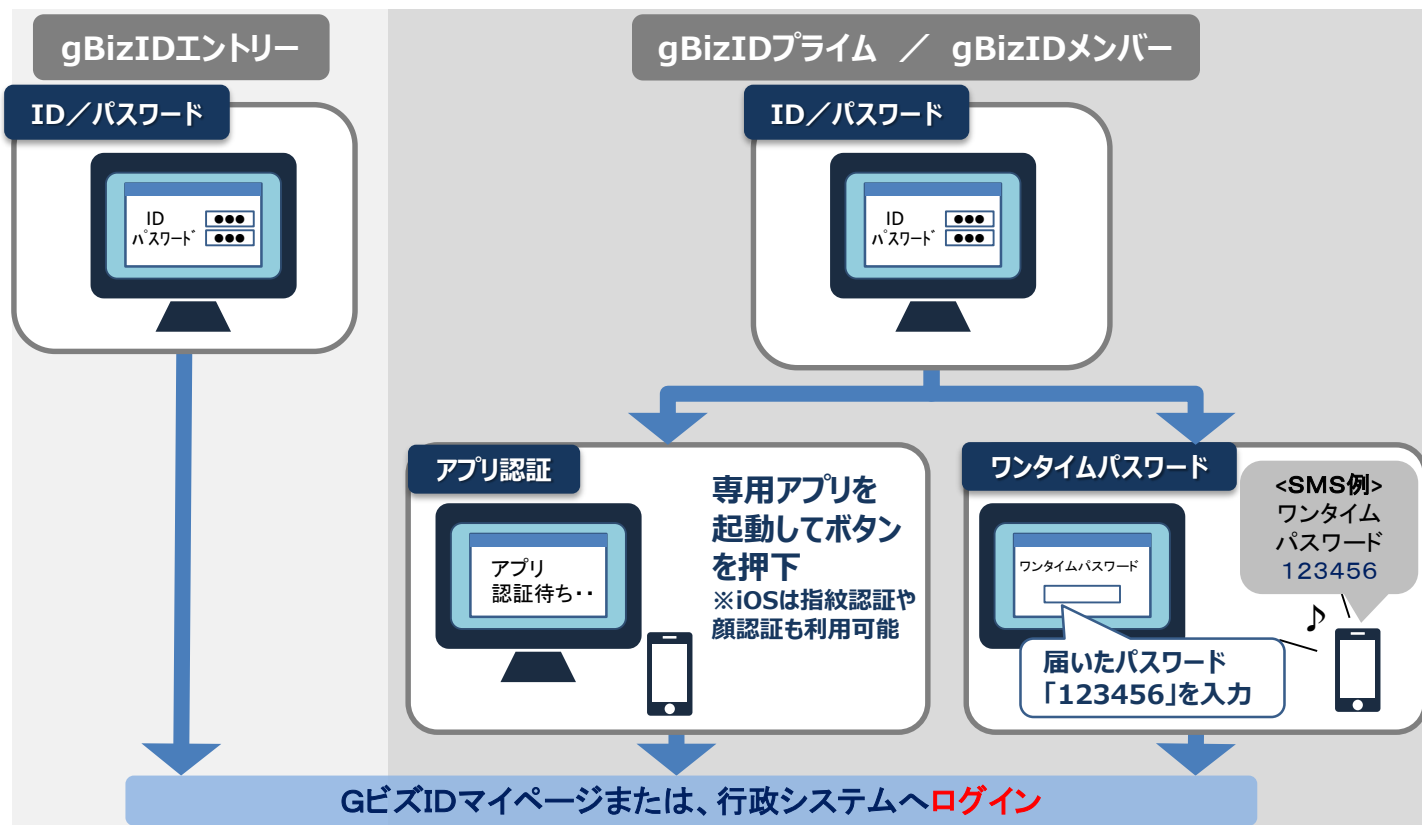 gBizIDエントリー
ID／パスワード
ID ●●●
パスワード ●●●
gBizIDプライム ／ gBizIDメンバー
ID／パスワード
ID ●●●
パスワード ●●●
アプリ認証
アプリ
認証待ち・・
専用アプリを
起動してボタン
を押下
※iOSは指紋認証や
顔認証も利用可能
ワンタイムパスワード
ワンタイムパスワード
<SMS例>
ワンタイム
パスワード
123456
♪
届いたパスワード
「123456」を入力
GビズIDマイページまたは、行政システムへログイン